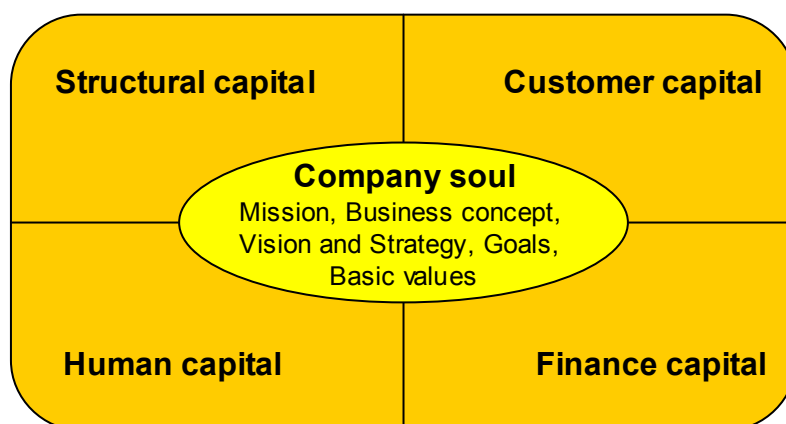 Structural capital
Customer capital
Company soul
Mission, Business concept,
Vision and Strategy, Goals,
Basic values
Human capital
Finance capital